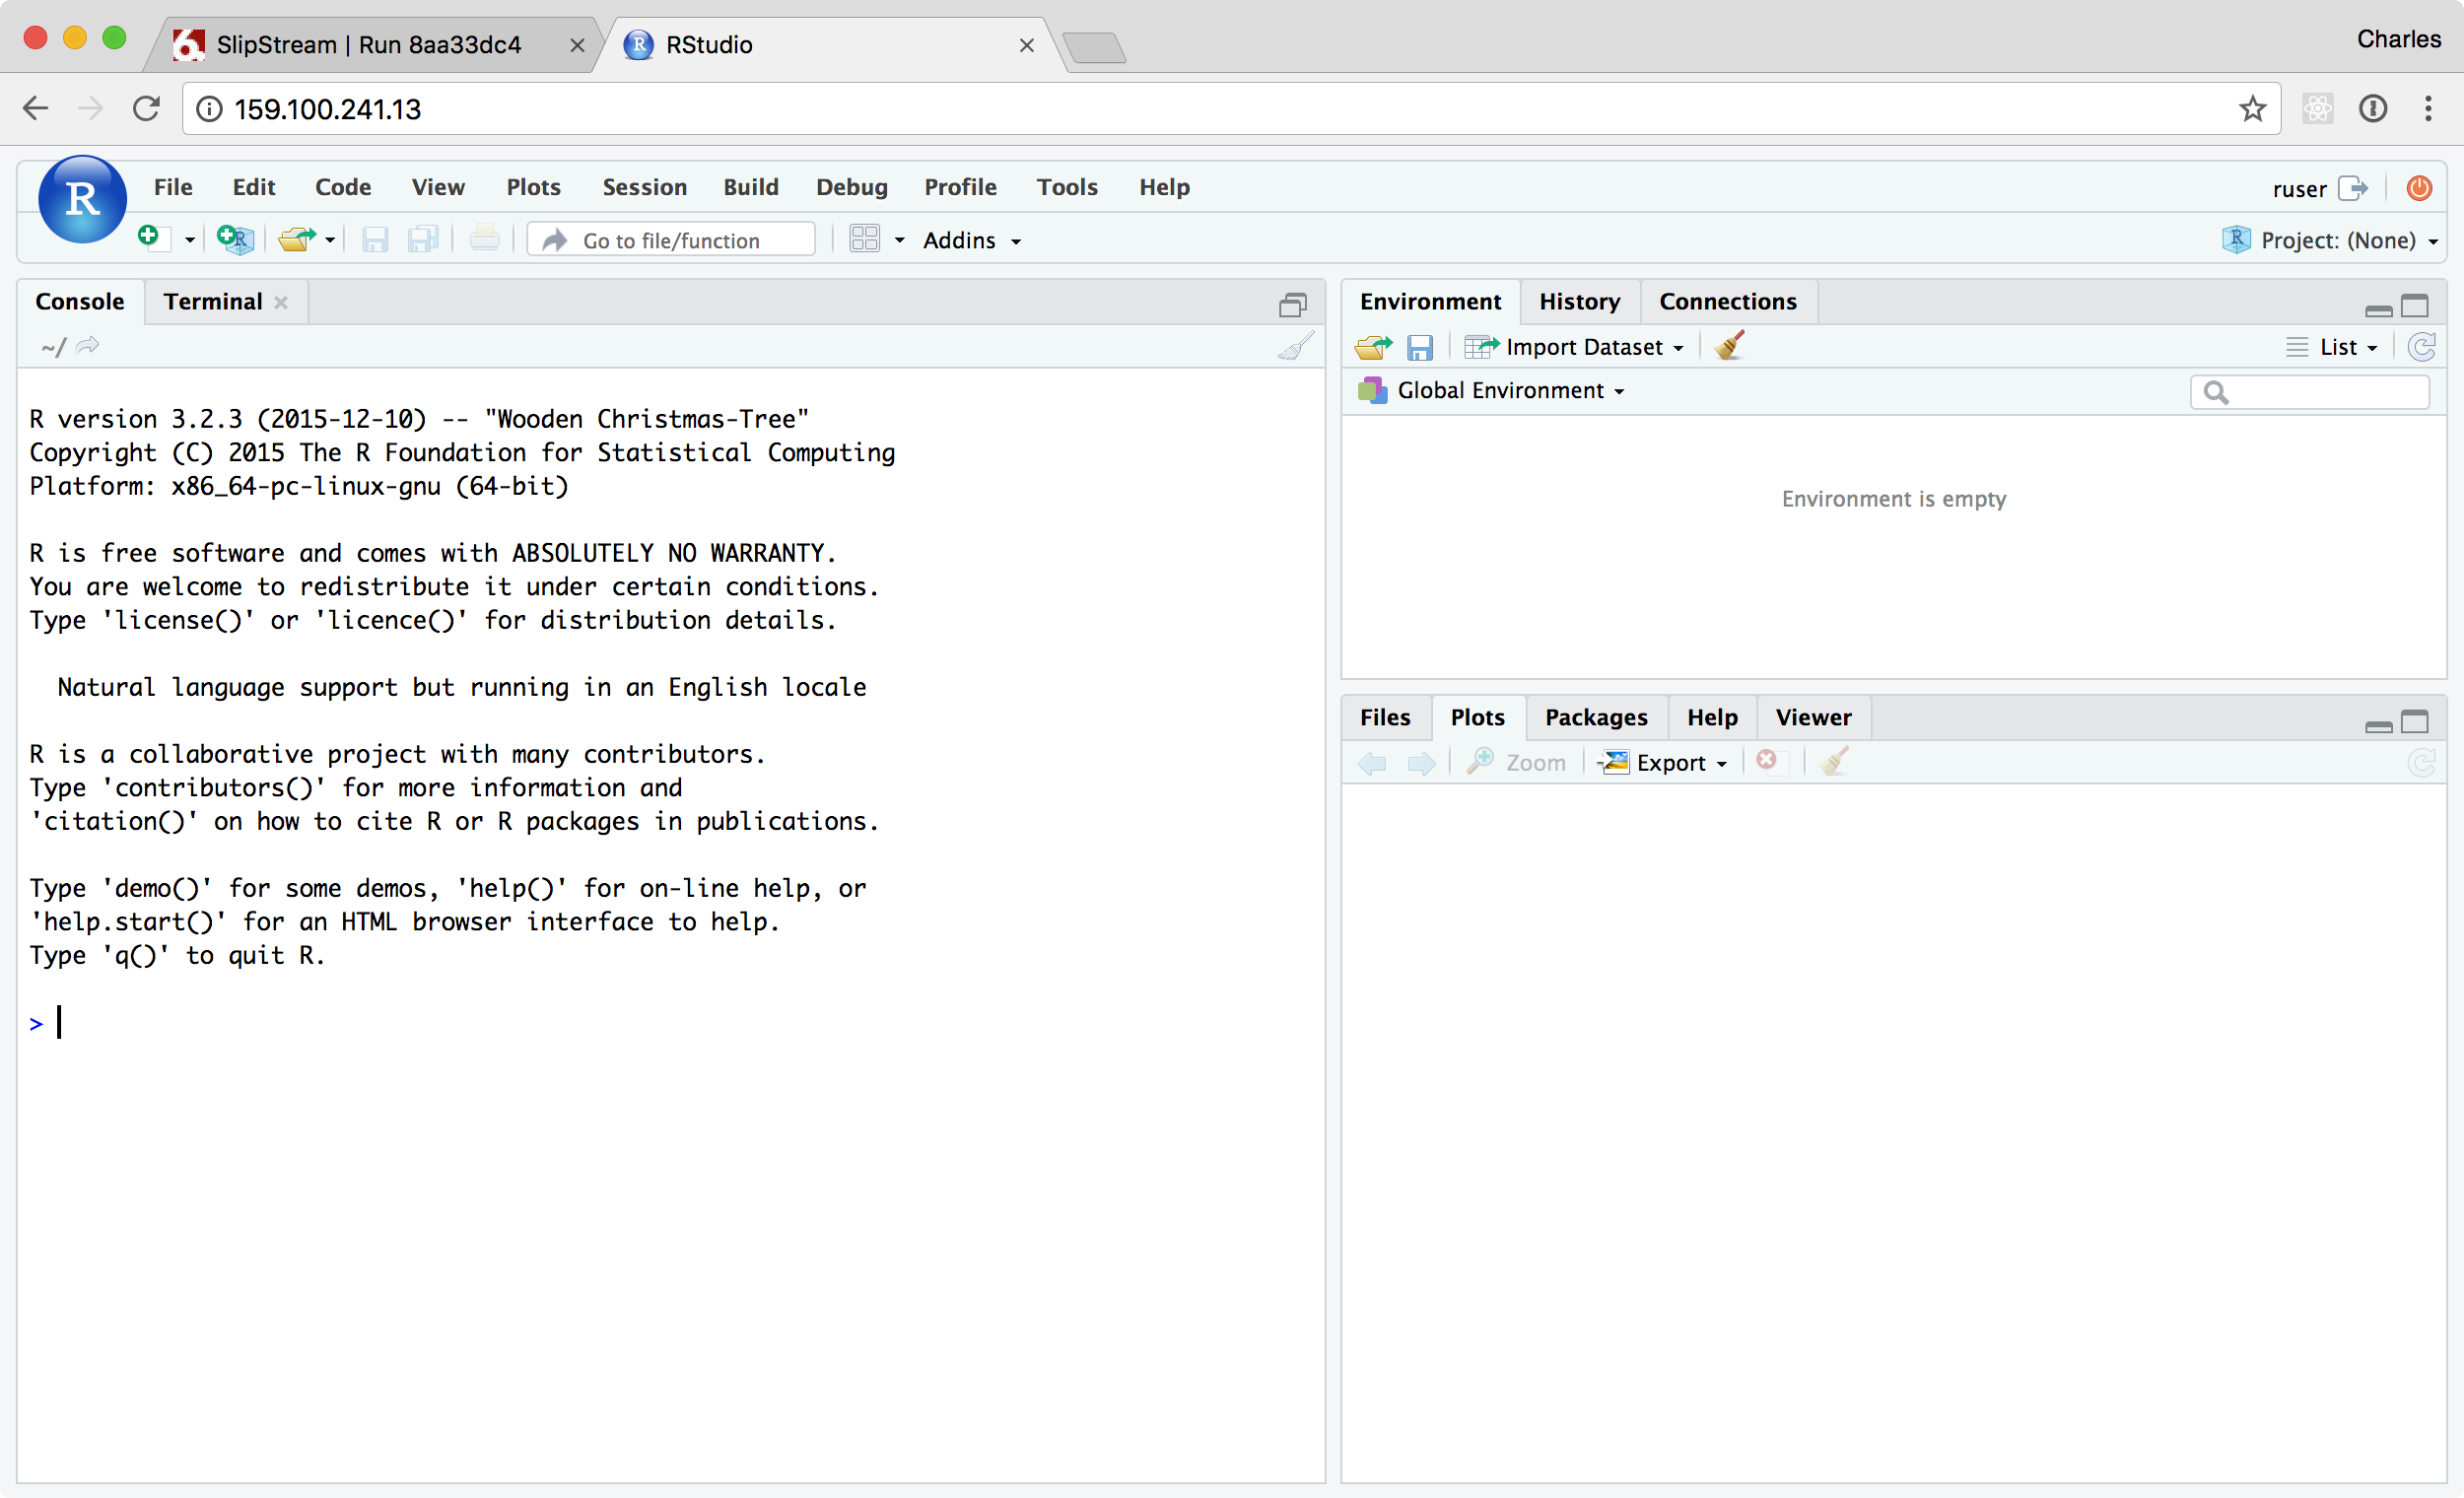 SlipStream | Run 8aa33dc4
RStudio
Charles
159.100.241.13
R
File Edit Code View Plots Session Build Debug Profile Tools Help
ruser
Go to file/function
Addins
Project: (None)
Console Terminal
~/
R version 3.2.3 (2015-12-10) -- "Wooden Christmas-Tree"
Copyright (C) 2015 The R Foundation for Statistical Computing
Platform: x86_64-pc-linux-gnu (64-bit)
R is free software and comes with ABSOLUTELY NO WARRANTY.
You are welcome to redistribute it under certain conditions.
Type 'license()' or 'licence()' for distribution details.
Natural language support but running in an English locale
R is a collaborative project with many contributors.
Type 'contributors()' for more information and
'citation()' on how to cite R or R packages in publications.
Type 'demo()' for some demos, 'help()' for on-line help, or
'help.start()' for an HTML browser interface to help.
Type 'q()' to quit R.
>
Environment History Connections
Import Dataset
List
Global Environment
Environment is empty
Files Plots Packages Help Viewer
Zoom
Export